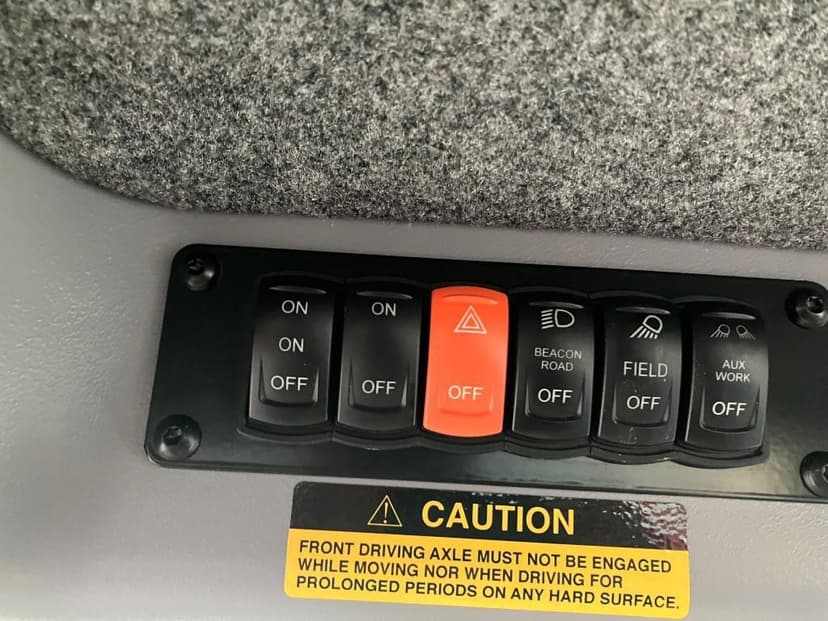 ON
ON
OFF
ON
OFF
OFF
BEACON
ROAD
OFF
FIELD
OFF
AUX
WORK
OFF
CAUTION
FRONT DRIVING AXLE MUST NOT BE ENGAGED
WHILE MOVING NOR WHEN DRIVING FOR
PROLONGED PERIODS ON ANY HARD SURFACE.